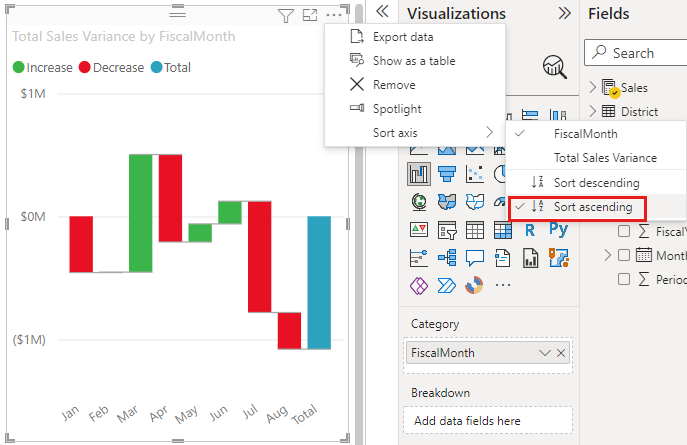 Total Sales Variance by FiscalMonth
Increase Decrease Total
$1M
$0M
($1M)
Jan Feb Mar Apr May Jun Jul Aug Total
Export data
Show as a table
Remove
Spotlight
Sort axis
FiscalMonth
Total Sales Variance
Sort descending
Sort ascending
Visualizations
R Py
Category
FiscalMonth
Breakdown
Add data fields here
Fields
Search
Sales
District
FiscalY
Month
Period